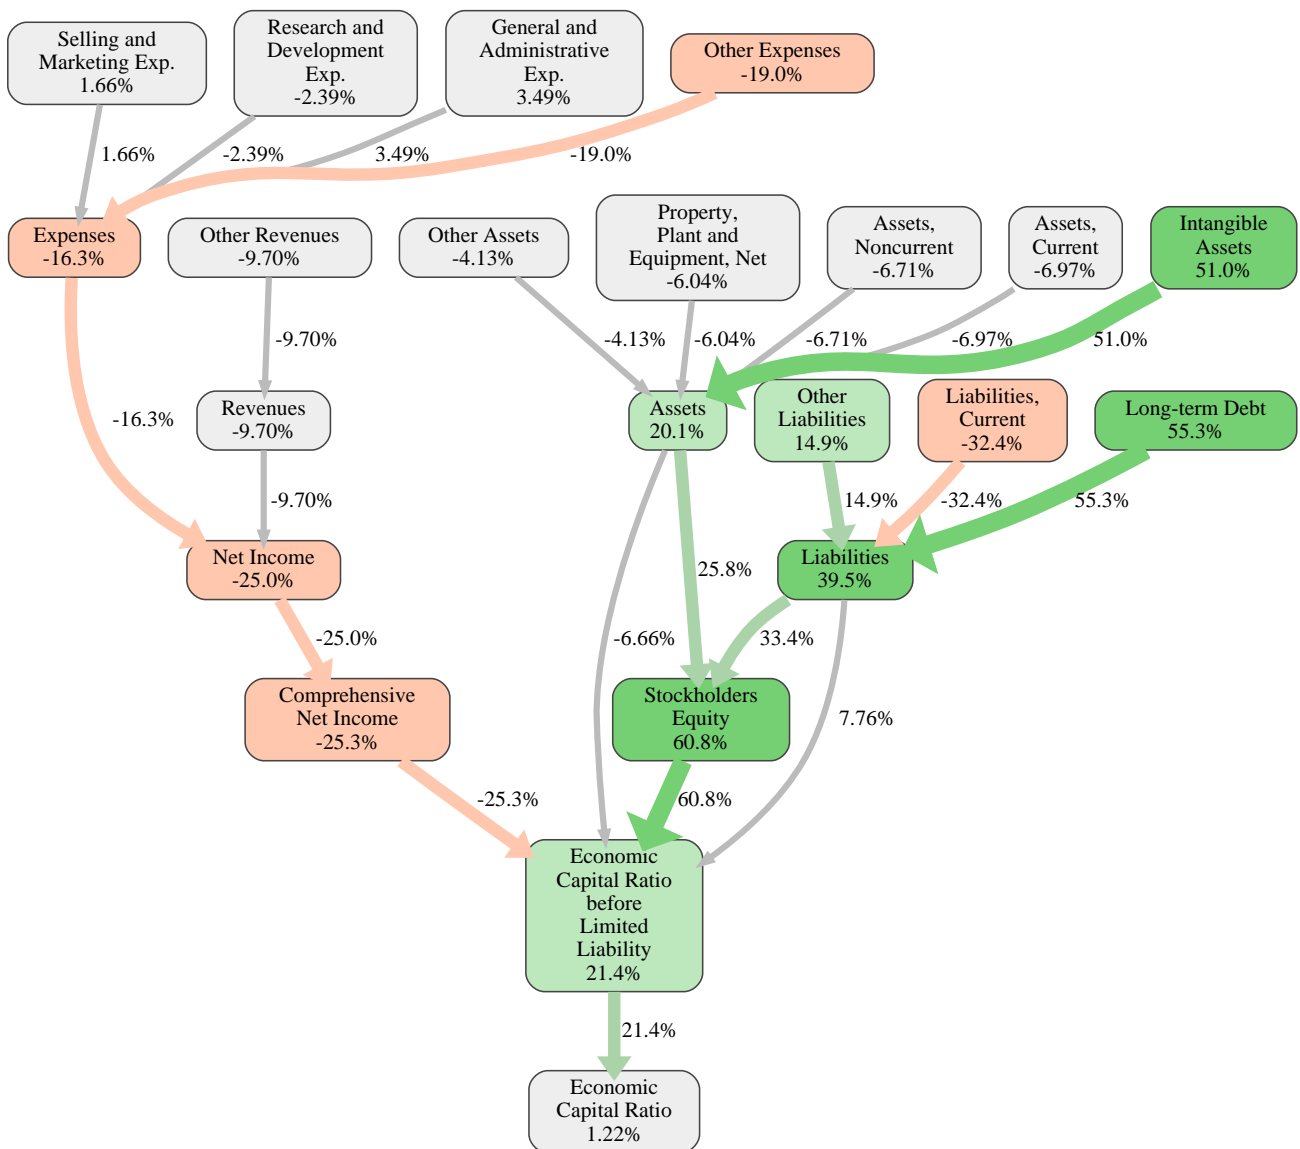 Selling and
Marketing Exp.
1.66%
Research and
Development
Exp.
-2.39%
General and
Administrative
Exp.
3.49%
Other Expenses
-19.0%
1.66%
-2.39%
3.49%
-19.0%
Expenses
-16.3%
Other Revenues
-9.70%
Other Assets
-4.13%
Property,
Plant and
Equipment, Net
-6.04%
Assets,
Noncurrent
-6.71%
Assets,
Current
-6.97%
Intangible
Assets
51.0%
-9.70%
-4.13%
-6.04%
-6.71%
-6.97%
51.0%
-16.3%
Revenues
-9.70%
Assets
20.1%
Other
Liabilities
14.9%
Liabilities,
Current
-32.4%
Long-term Debt
55.3%
-9.70%
14.9%
-32.4%
55.3%
Net Income
-25.0%
25.8%
Liabilities
39.5%
-25.0%
-6.66%
33.4%
Comprehensive
Net Income
-25.3%
Stockholders
Equity
60.8%
7.76%
-25.3%
60.8%
Economic
Capital Ratio
before
Limited
Liability
21.4%
21.4%
Economic
Capital Ratio
1.22%